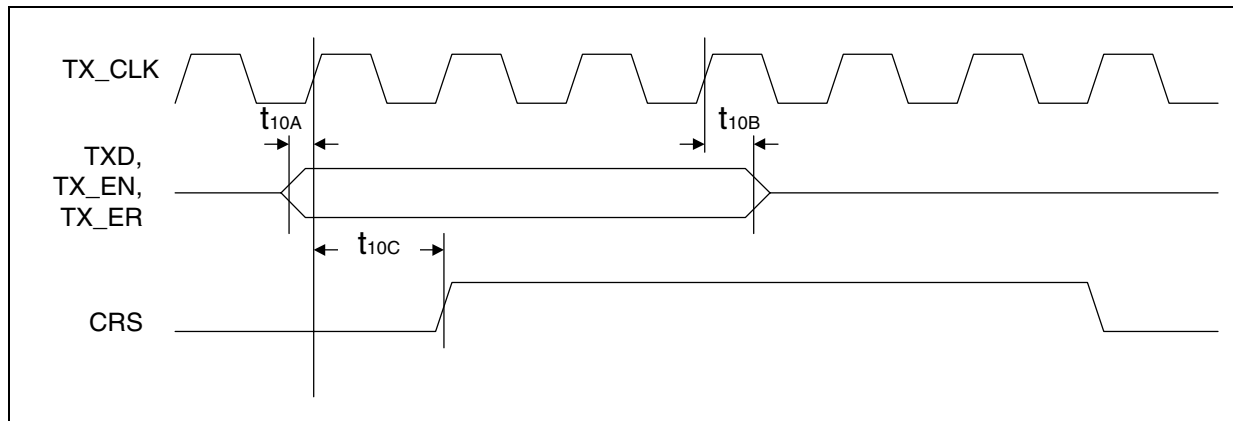 TX_CLK
t10A
t10B
TXD,
TX_EN,
TX_ER
t10C
CRS